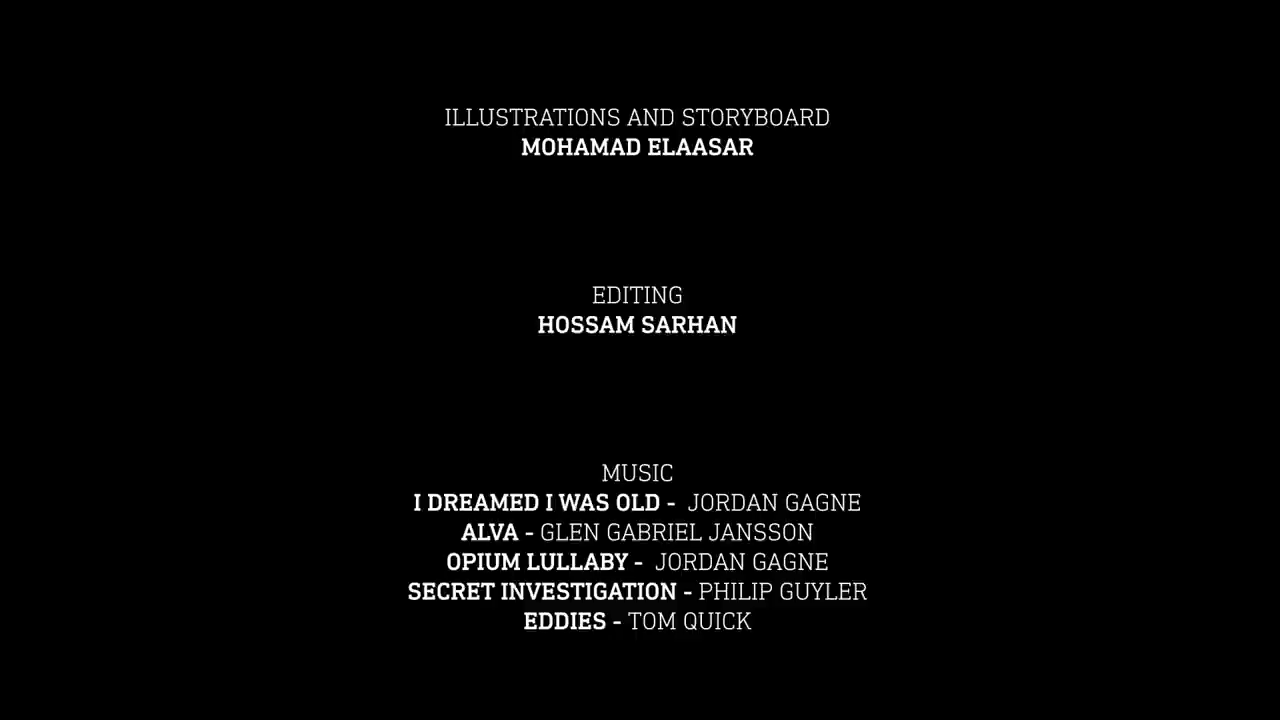 ILLUSTRATIONS AND STORYBOARD
MOHAMAD ELAASAR
EDITING
HOSSAM SARHAN
MUSIC
I DREAMED I WAS OLD - JORDAN GAGNE
ALVA - GLEN GABRIEL JANSSON
OPIUM LULLABY - JORDAN GAGNE
SECRET INVESTIGATION - PHILIP GUYLER
EDDIES - TOM QUICK